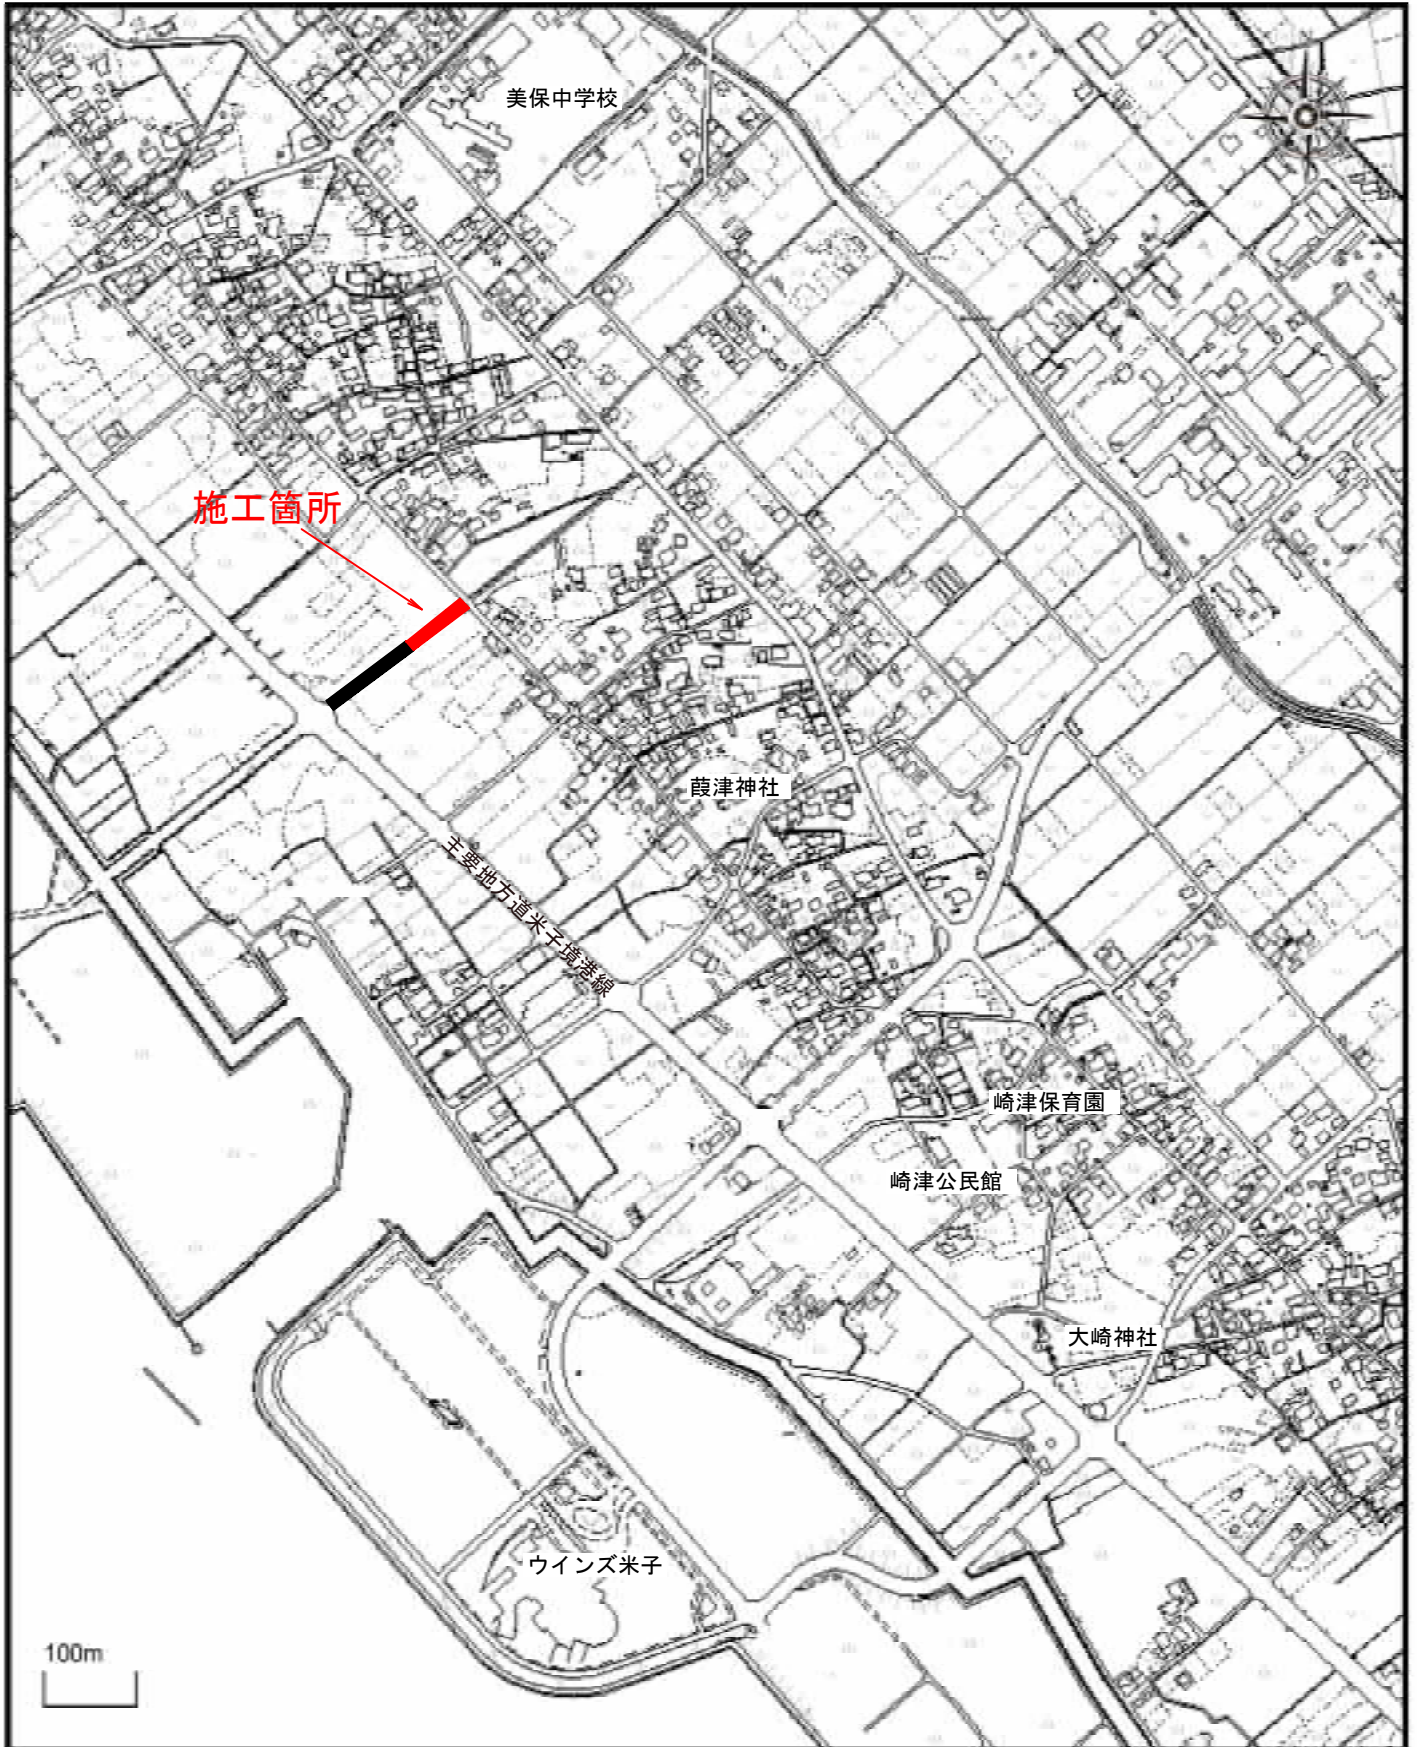 美保中学校
施工箇所
葭津神社
主要地方道米子境港線
崎津保育園
崎津公民館
大崎神社
ウインズ米子
100m